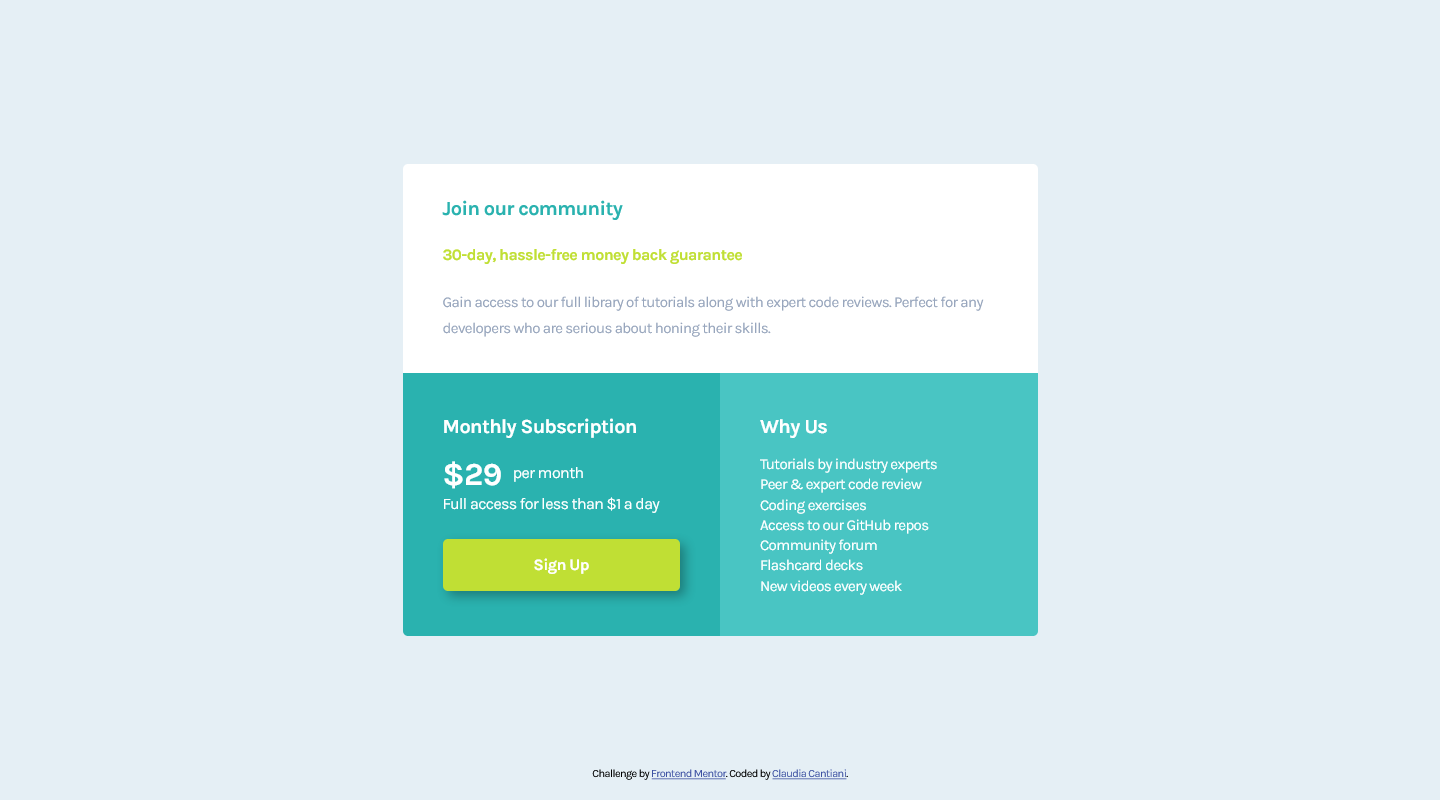 Join our community
30-day, hassle-free money back guarantee
Gain access to our full library of tutorials along with expert code reviews. Perfect for any
developers who are serious about honing their skills.
Monthly Subscription
$29 per month
Full access for less than $1 a day
Sign Up
Why Us
Tutorials by industry experts
Peer & expert code review
Coding exercises
Access to our GitHub repos
Community forum
Flashcard decks
New videos every week
Challenge by Frontend Mentor. Coded by Claudia Cantiani.